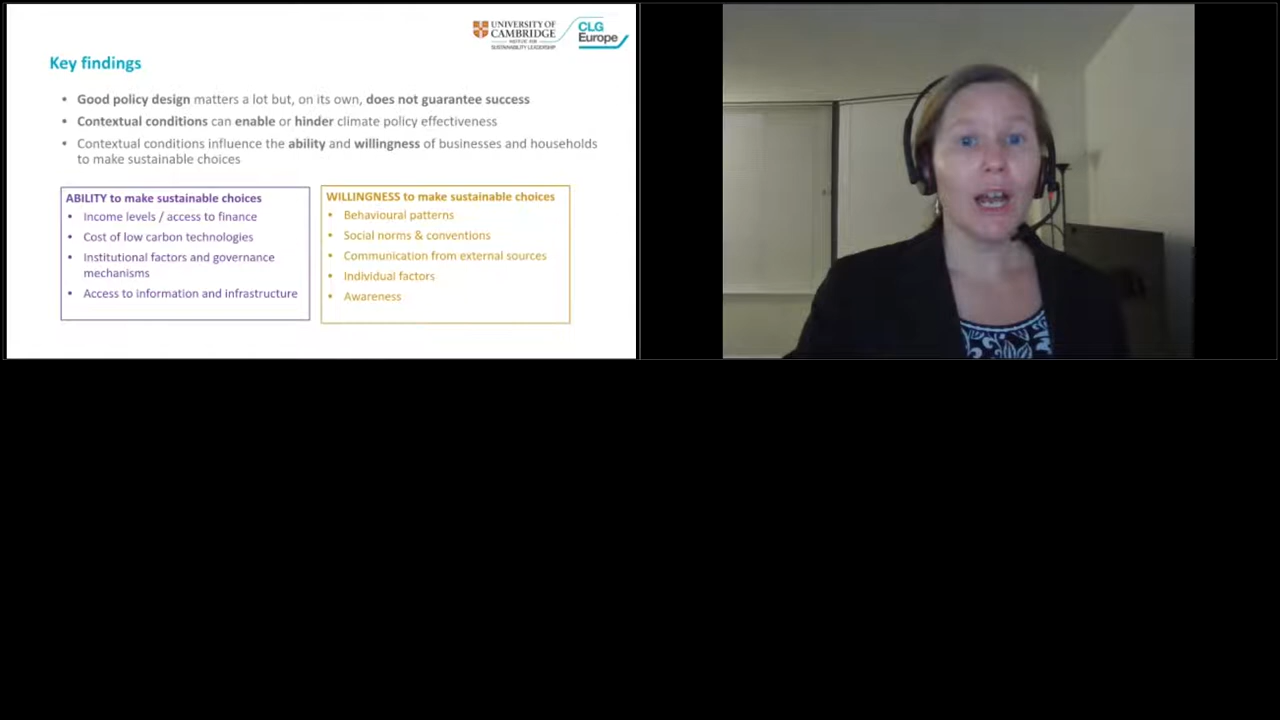 UNIVERSITY OF
CAMBRIDGE
INSTITUTE FOR
SUSTAINABILITY LEADERSHIP
CLG
Europe
Key findings
• Good policy design matters a lot but, on its own, does not guarantee success
• Contextual conditions can enable or hinder climate policy effectiveness
• Contextual conditions influence the ability and willingness of businesses and households
to make sustainable choices
ABILITY to make sustainable choices
• Income levels / access to finance
• Cost of low carbon technologies
• Institutional factors and governance
mechanisms
• Access to information and infrastructure
WILLINGNESS to make sustainable choices
• Behavioural patterns
• Social norms & conventions
• Communication from external sources
• Individual factors
• Awareness